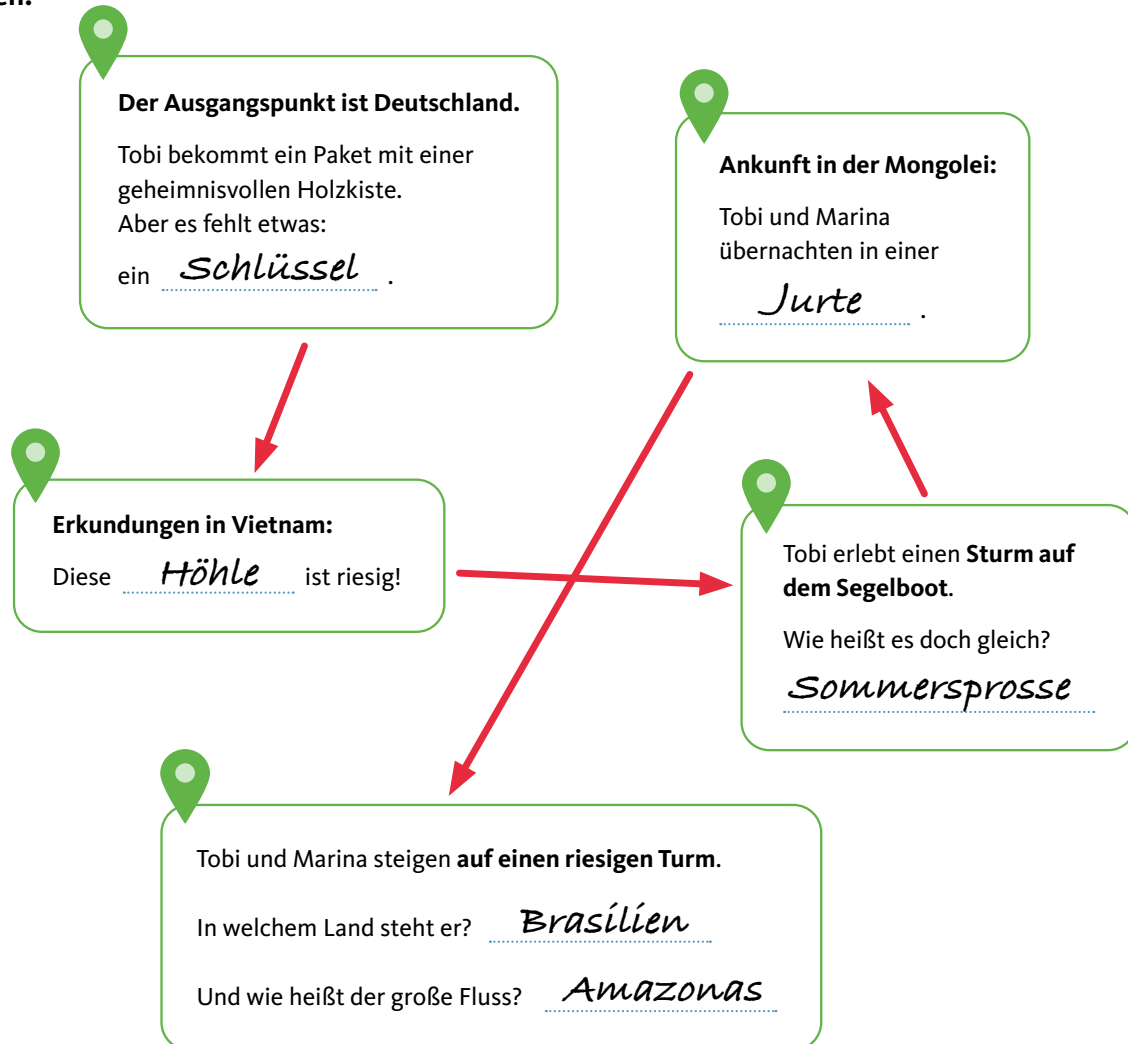 Der Ausgangspunkt ist Deutschland.
Tobi bekommt ein Paket mit einer
geheimnisvollen Holzkiste.
Aber es fehlt etwas:
ein Schlüssel .
Ankunft in der Mongolei:
Tobi und Marina
übernachten in einer
Jurte .
Erkundungen in Vietnam:
Diese Höhle ist riesig!
Tobi erlebt einen Sturm auf
dem Segelboot.
Wie heißt es doch gleich?
Sommersprosse
Tobi und Marina steigen auf einen riesigen Turm.
In welchem Land steht er? Brasilien
Und wie heißt der große Fluss? Amazonas